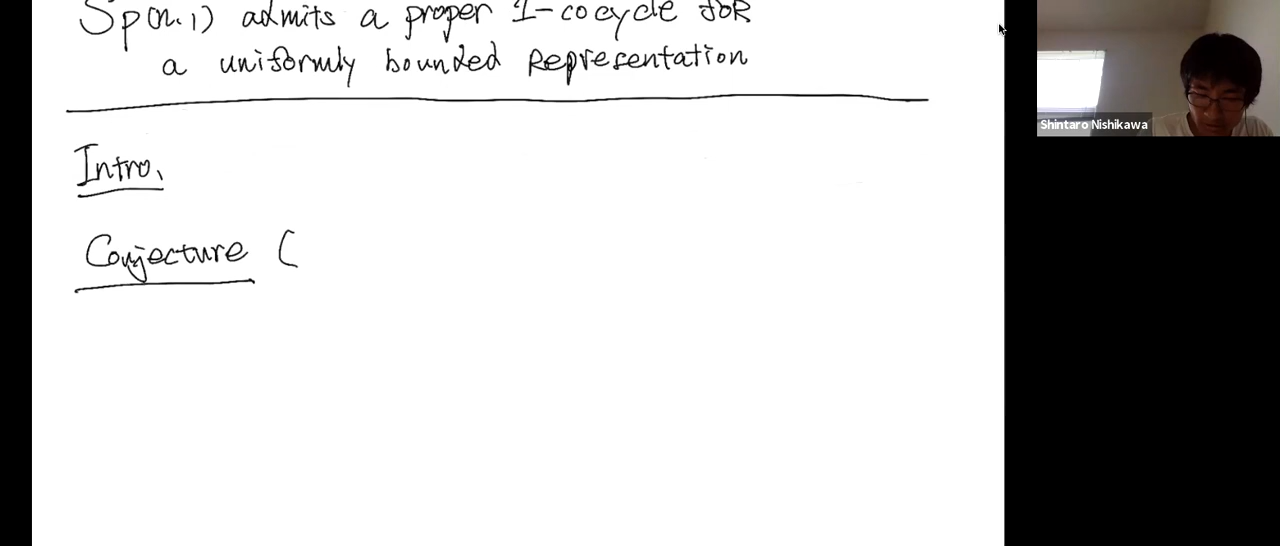 Sp(n.1) admits a proper 1-cocycle for
a uniformly bounded Representation
Intro.
Conjecture (
Shintaro Nishikawa